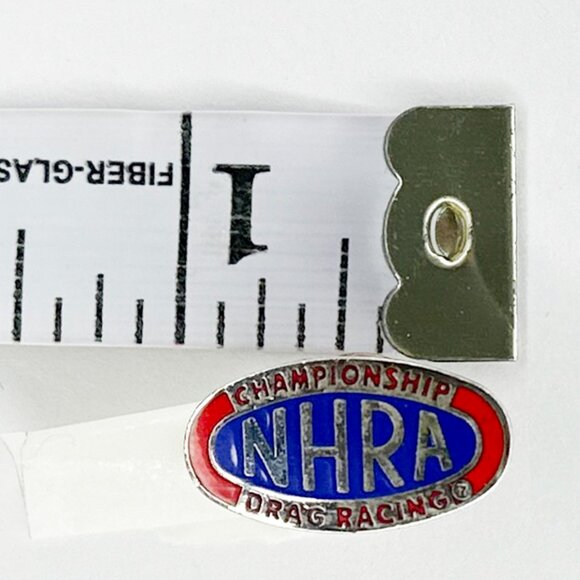 FIBER-GLAS
1
CHAMPIONSHIP
NHRA
DRAG RACING®